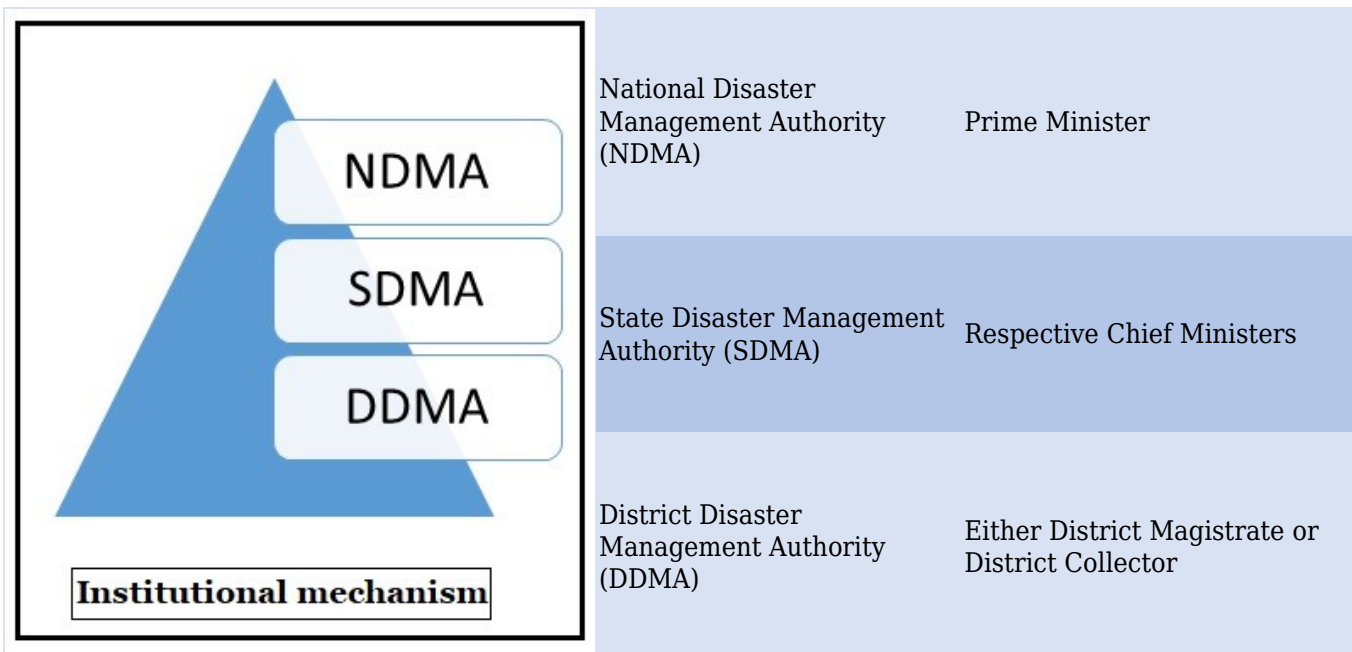 NDMA
SDMA
DDMA
Institutional mechanism
National Disaster
Management Authority
(NDMA)
Prime Minister
State Disaster Management
Authority (SDMA)
Respective Chief Ministers
District Disaster
Management Authority
(DDMA)
Either District Magistrate or
District Collector